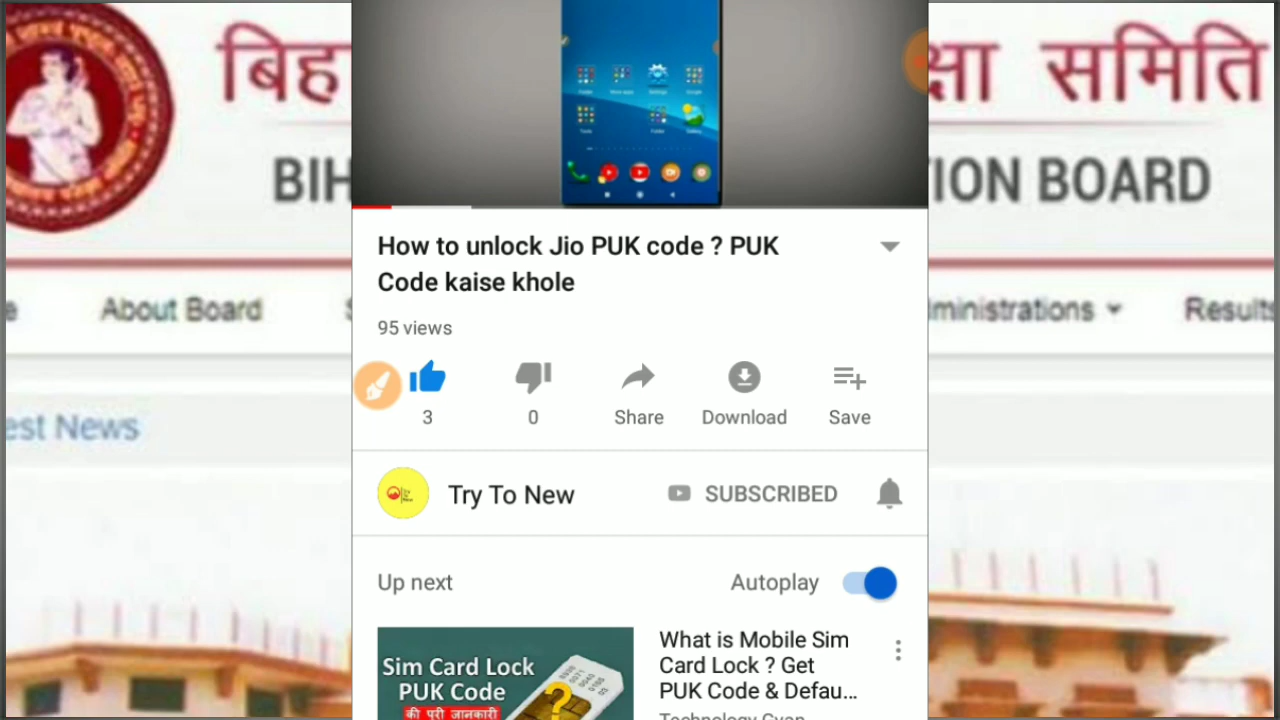 बिह
क्षा समिति
BIH
ION BOARD
e
About Board
S
ministrations
Results
est News
How to unlock Jio PUK code ? PUK
Code kaise khole
95 views
3
0
Share
Download
Save
Try To New
SUBSCRIBED
Up next
Autoplay
Sim Card Lock
PUK Code
की पूरी जानकारी
What is Mobile Sim
Card Lock ? Get
PUK Code & Defau...
Technology Gyan